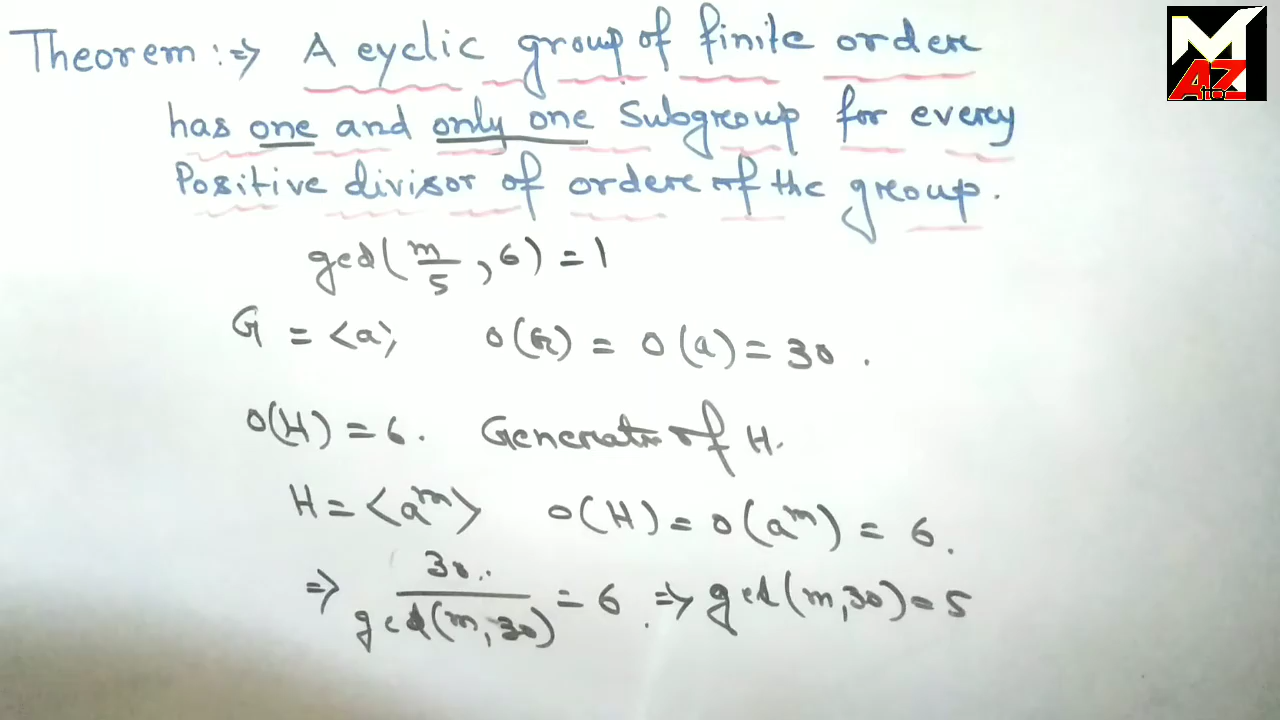 Theorem :⇒ A cyclic group of finite order
has one and only one Subgroup for every
Positive divisor of order of the group.
gcd(m/5, 6) = 1
G = <a>, O(G) = O(a) = 30.
O(H) = 6. Generator of H.
H = <a^m> O(H) = O(a^m) = 6.
⇒ 30/gcd(m, 30) = 6. ⇒ gcd(m, 30) = 5
M